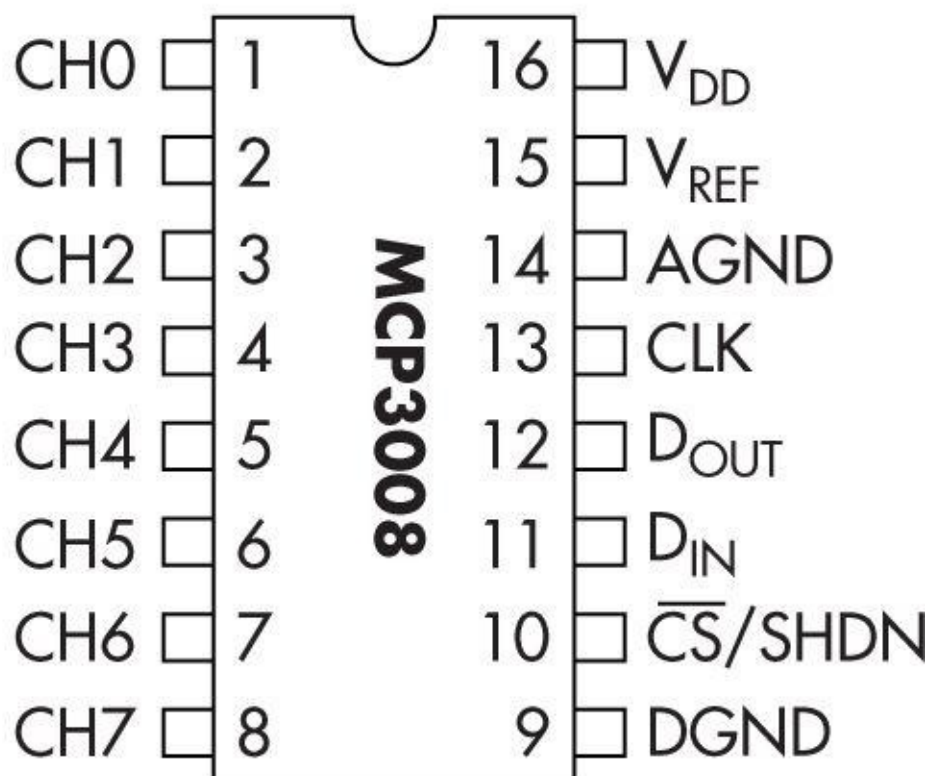 CH0 1 16 VDD
CH1 2 15 VREF
CH2 3 14 AGND
CH3 4 13 CLK
CH4 5 12 DOUT
CH5 6 11 DIN
CH6 7 10 C̅S̅/SHDN
CH7 8 9 DGND
MCP3008